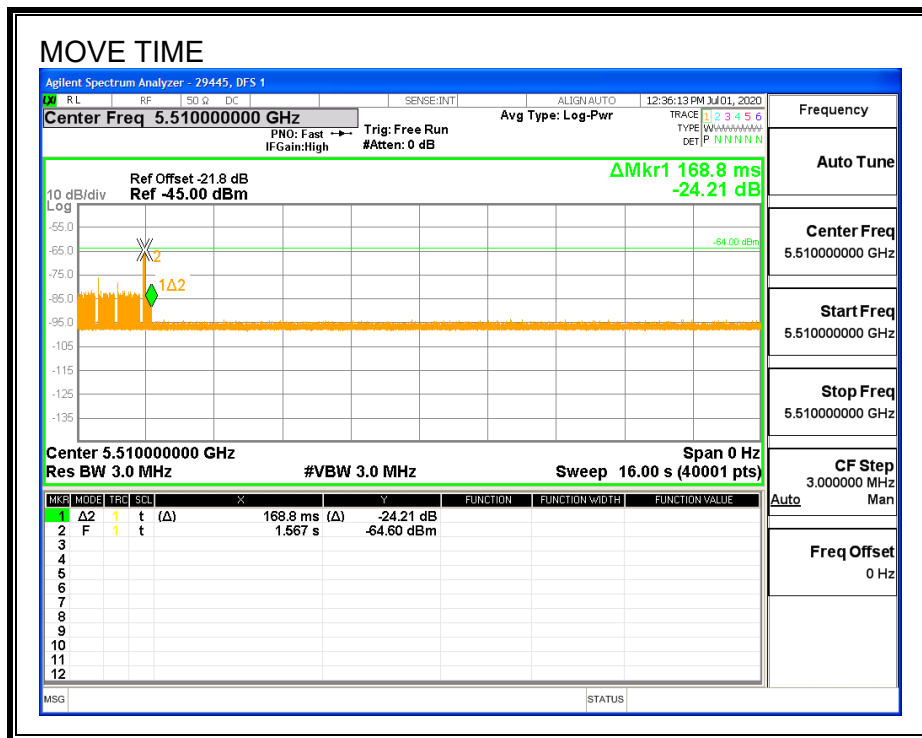 MOVE TIME
Agilent Spectrum Analyzer - 29445, DFS 1
LXI RL RF 50 Ω DC SENSE:INT ALIGN AUTO 12:36:13 PM Jul 01, 2020
Center Freq 5.510000000 GHz
PNO: Fast
IFGain:High
Trig: Free Run
#Atten: 0 dB
Avg Type: Log-Pwr
TRACE 1 2 3 4 5 6
TYPE WWWWWW
DET P N N N N N
Ref Offset -21.8 dB
10 dB/div Ref -45.00 dBm
Log
ΔMkr1 168.8 ms
-24.21 dB
-55.0
-65.0
-75.0
-85.0
-95.0
-105
-115
-125
-135
-64.00 dBm
2
1Δ2
Center 5.510000000 GHz Span 0 Hz
Res BW 3.0 MHz #VBW 3.0 MHz Sweep 16.00 s (40001 pts)
MKR MODE TRC SCL X Y FUNCTION FUNCTION WIDTH FUNCTION VALUE
1 Δ2 1 t (Δ) 168.8 ms (Δ) -24.21 dB
2 F 1 t 1.567 s -64.60 dBm
3
4
5
6
7
8
9
10
11
12
MSG STATUS
Frequency
Auto Tune
Center Freq
5.510000000 GHz
Start Freq
5.510000000 GHz
Stop Freq
5.510000000 GHz
CF Step
3.000000 MHz
Auto Man
Freq Offset
0 Hz